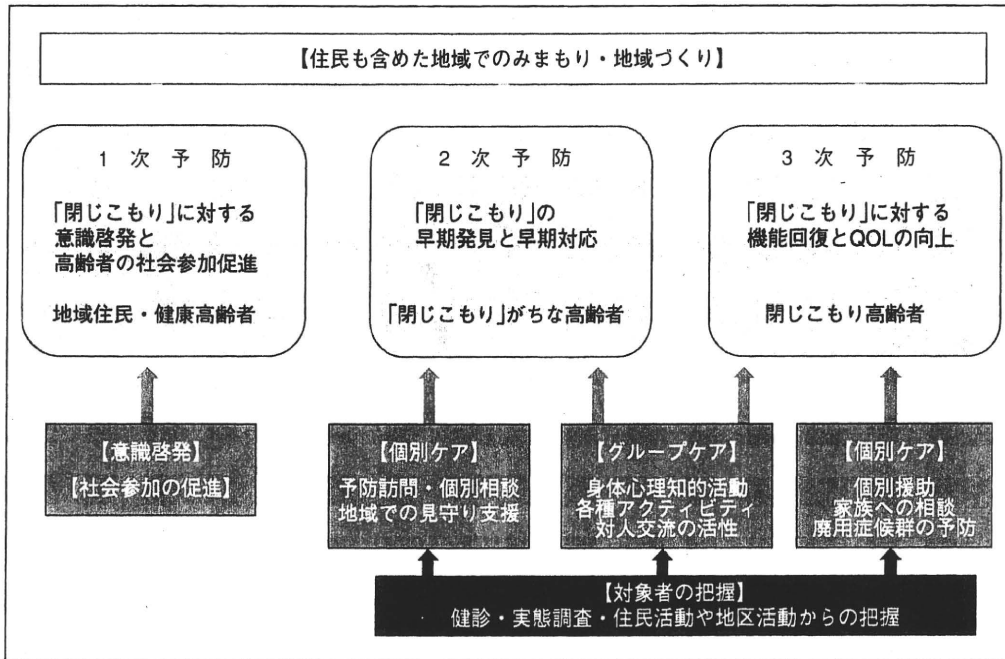 【住民も含めた地域でのみまもり・地域づくり】
1次予防
「閉じこもり」に対する
意識啓発と
高齢者の社会参加促進
地域住民・健康高齢者
2次予防
「閉じこもり」の
早期発見と早期対応
「閉じこもり」がちな高齢者
3次予防
「閉じこもり」に対する
機能回復とQOLの向上
閉じこもり高齢者
【意識啓発】
【社会参加の促進】
【個別ケア】
予防訪問・個別相談
地域での見守り支援
【グループケア】
身体心理知的活動
各種アクティビティ
対人交流の活性
【個別ケア】
個別援助
家族への相談
廃用症候群の予防
【対象者の把握】
健診・実態調査・住民活動や地区活動からの把握